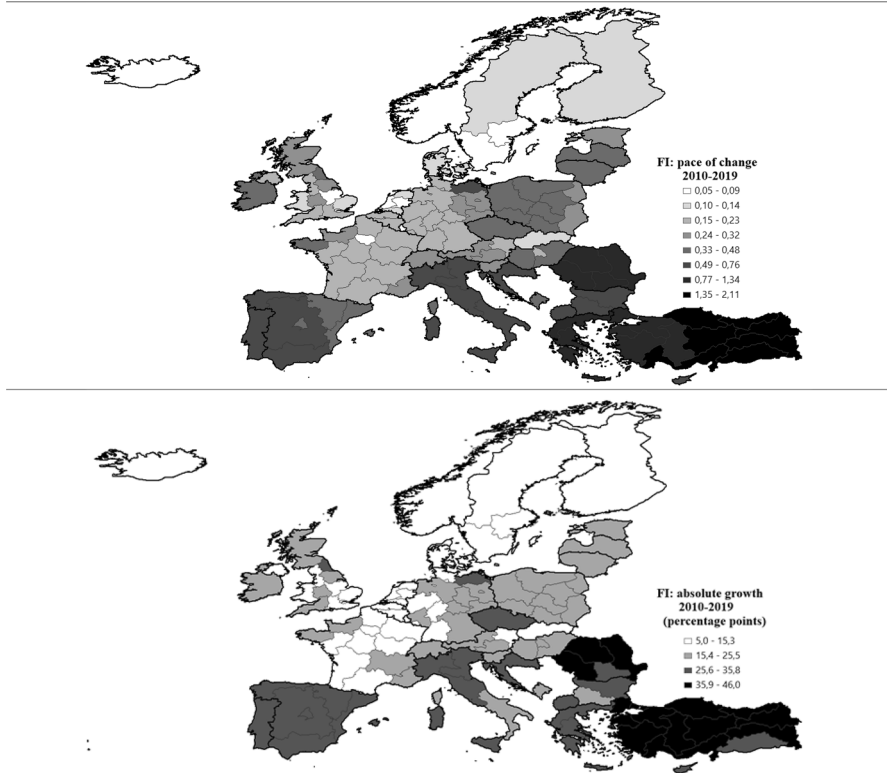 FI: pace of change
2010-2019
0,05 - 0,09
0,10 - 0,14
0,15 - 0,23
0,24 - 0,32
0,33 - 0,48
0,49 - 0,76
0,77 - 1,34
1,35 - 2,11
FI: absolute growth
2010-2019
(percentage points)
5,0 - 15,3
15,4 - 25,5
25,6 - 35,8
35,9 - 46,0